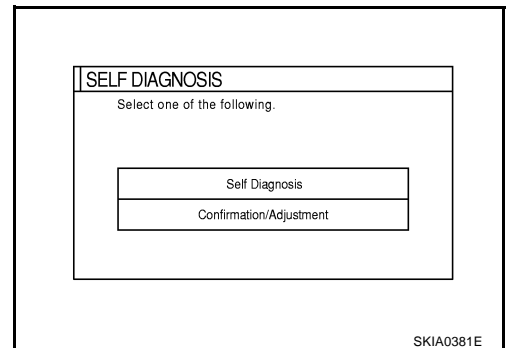 SELF DIAGNOSIS
Select one of the following.
Self Diagnosis
Confirmation/Adjustment
SKIA0381E